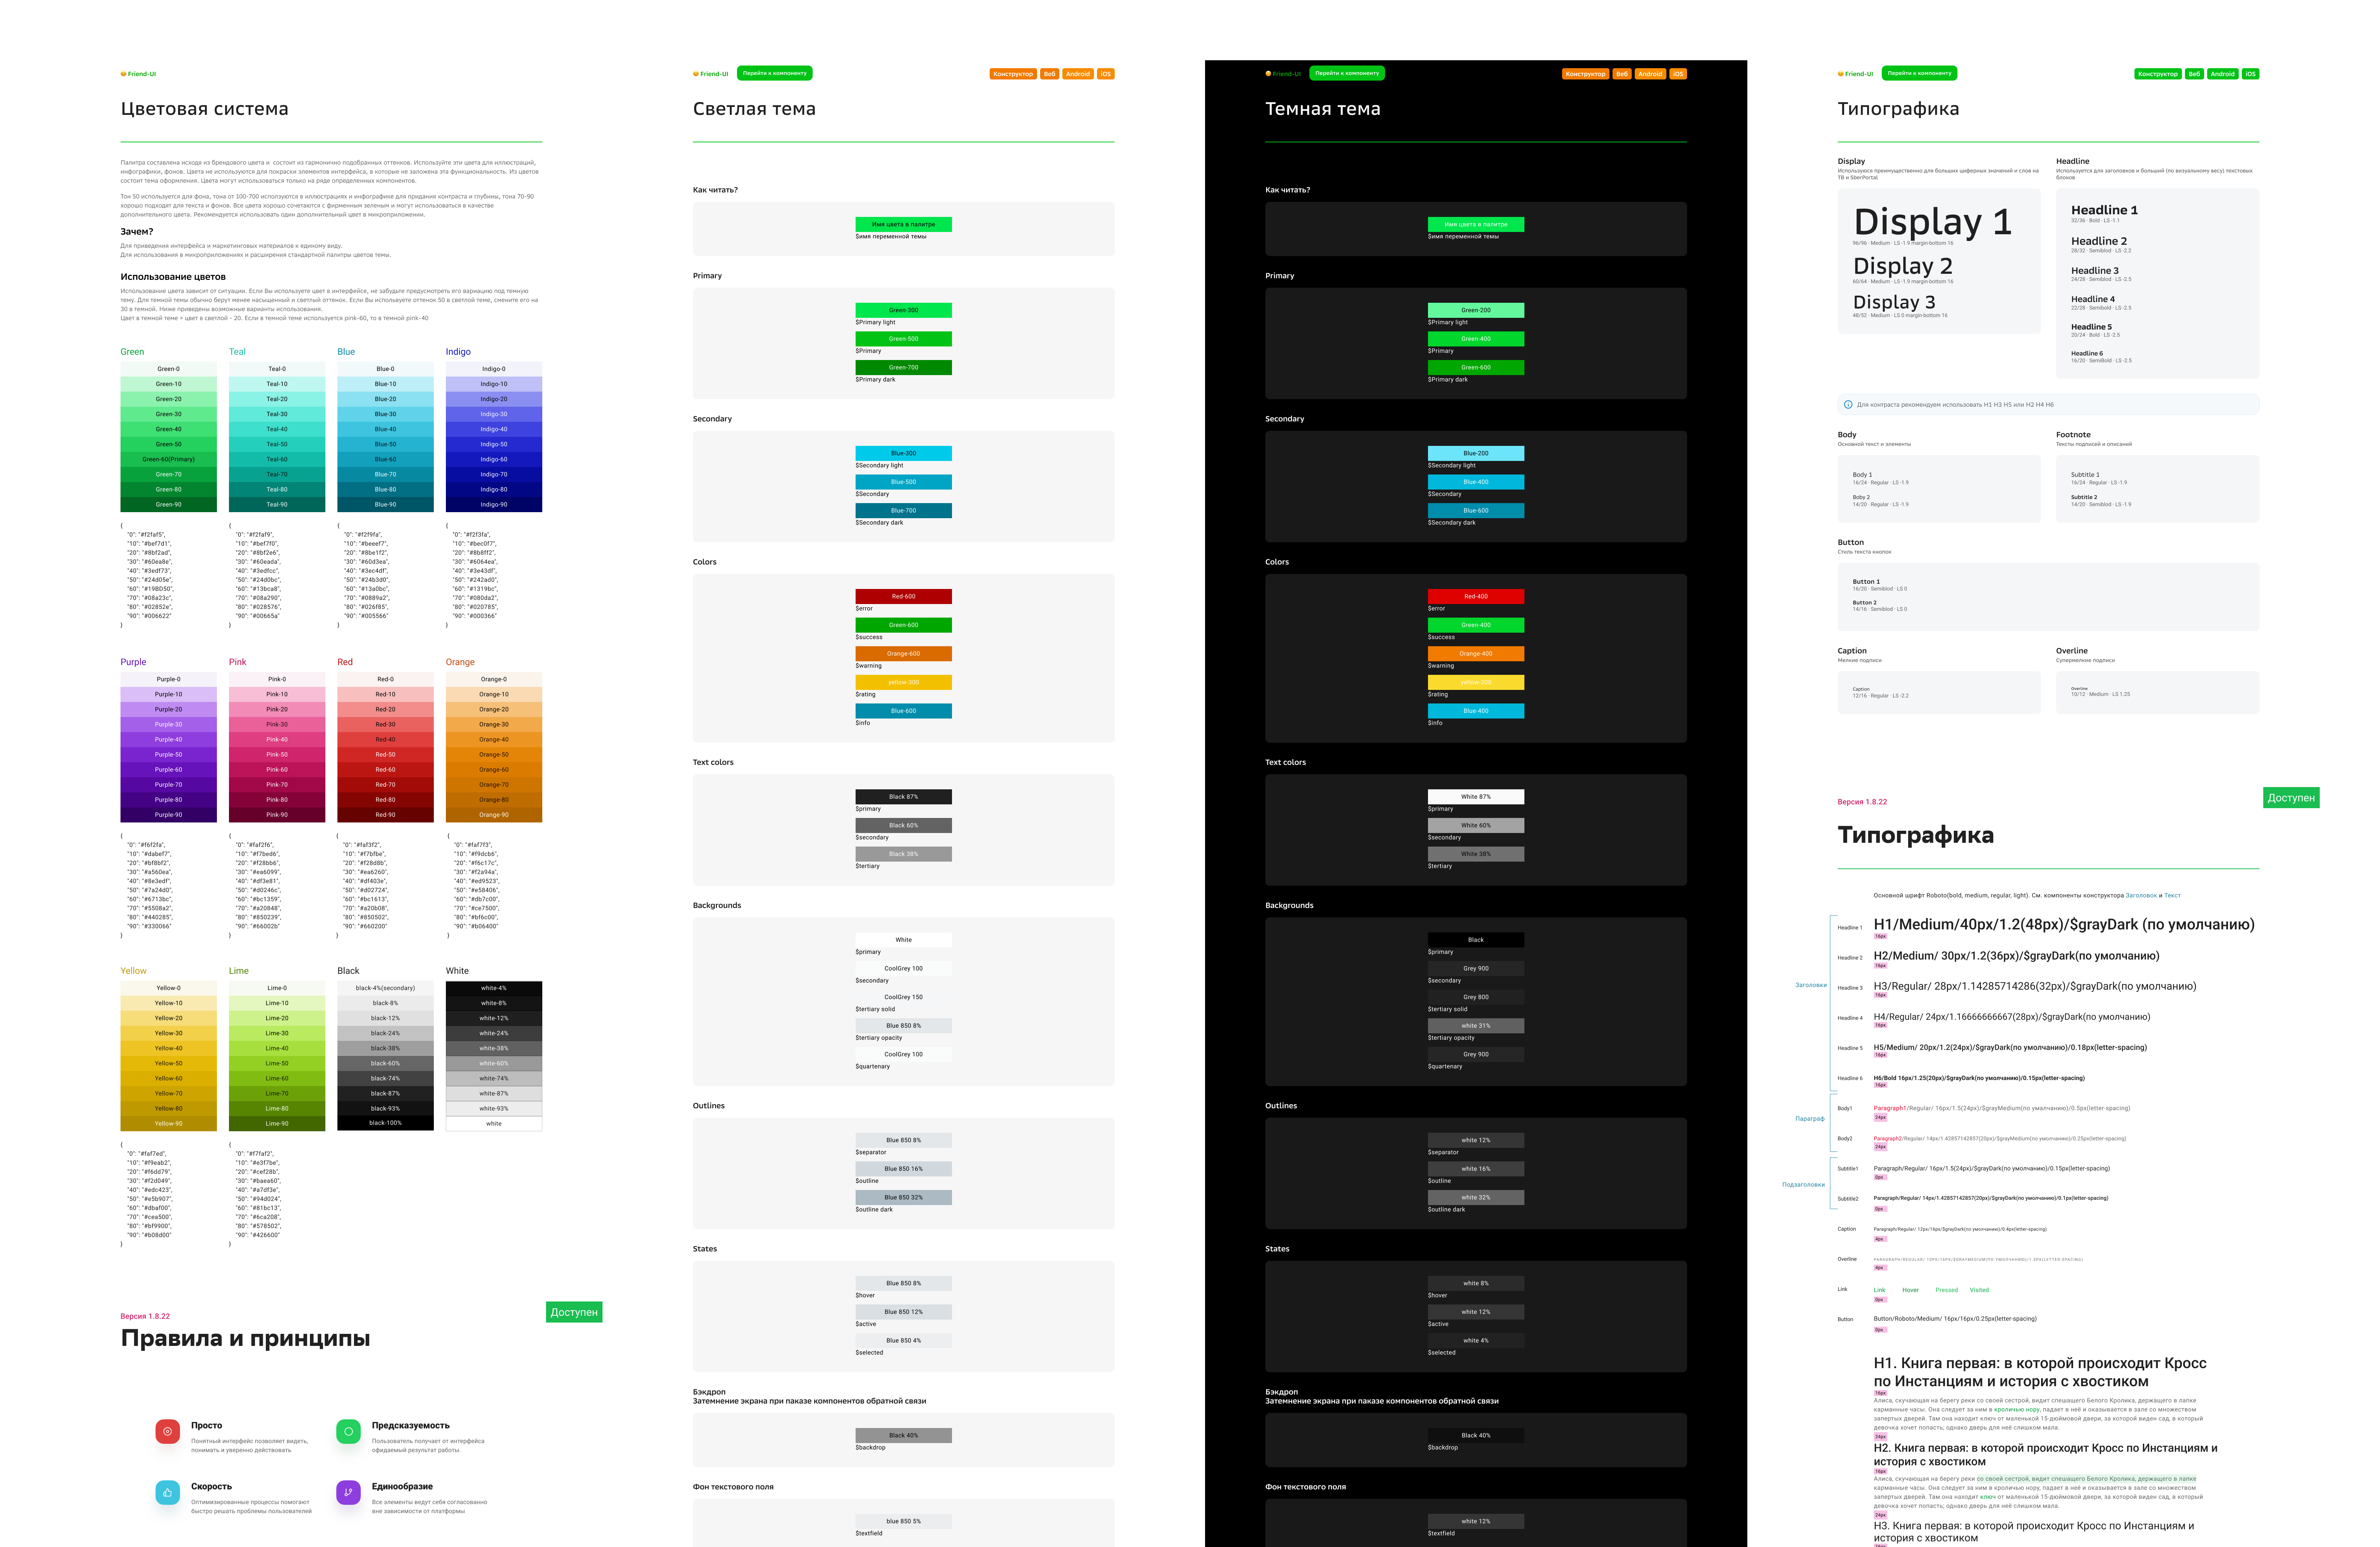 Friend-UI
Цветовая система
Палитра составлена исходя из брендового цвета и состоит из гармонично подобранных оттенков. Используйте эти цвета для иллюстраций,
инфографики, фонов. Цвета не используются для покраски элементов интерфейса, в которые не заложена эта функциональность. Из цветов
состоит тема оформления. Цвета могут использоваться только на ряде определенных компонентов.
Тон 50 используется для фона, тона от 100-700 используются в иллюстрациях и инфографике для придания контраста и глубины, тона 70-90
хорошо подходят для текста и фонов. Все цвета хорошо сочетаются с фирменным зеленым и могут использоваться в качестве
дополнительного цвета. Рекомендуется использовать один дополнительный цвет в микроприложении.
Зачем?
Для приведения интерфейса и маркетинговых материалов к единому виду.
Для использования в микроприложениях и расширения стандартной палитры цветов темы.
Использование цветов
Использование цвета зависит от ситуации. Если Вы используете цвет в интерфейсе, не забудьте предусмотреть его вариацию под темную
тему. Для темной темы обычно берут менее насыщенный и светлый оттенок. Если Вы используете оттенок 50 в светлой теме, смените его на
30 в темной. Ниже приведены возможные варианты использования.
Цвет в темной теме = цвет в светлой - 20. Если в темной теме используется pink-60, то в темной pink-40
Green
Green-0
Green-10
Green-20
Green-30
Green-40
Green-50
Green-60(Primary)
Green-70
Green-80
Green-90
{
"0": "#f2faf5",
"10": "#bef7d1",
"20": "#8bf2ad",
"30": "#60ea8e",
"40": "#3edf73",
"50": "#24d05e",
"60": "#19BD50",
"70": "#08a23c",
"80": "#02852e",
"90": "#006622"
}
Teal
Teal-0
Teal-10
Teal-20
Teal-30
Teal-40
Teal-50
Teal-60
Teal-70
Teal-80
Teal-90
{
"0": "#f2faf9",
"10": "#bef7f0",
"20": "#8bf2e6",
"30": "#60eada",
"40": "#3edfcc",
"50": "#24d0bc",
"60": "#13bca8",
"70": "#08a290",
"80": "#028576",
"90": "#00665a"
}
Blue
Blue-0
Blue-10
Blue-20
Blue-30
Blue-40
Blue-50
Blue-60
Blue-70
Blue-80
Blue-90
{
"0": "#f2f9fa",
"10": "#beeef7",
"20": "#8be1f2",
"30": "#60d3ea",
"40": "#3ec4df",
"50": "#24b3d0",
"60": "#13a0bc",
"70": "#0889a2",
"80": "#026f85",
"90": "#005566"
}
Indigo
Indigo-0
Indigo-10
Indigo-20
Indigo-30
Indigo-40
Indigo-50
Indigo-60
Indigo-70
Indigo-80
Indigo-90
{
"0": "#f2f3fa",
"10": "#bec0f7",
"20": "#8b8ff2",
"30": "#6064ea",
"40": "#3e43df",
"50": "#242ad0",
"60": "#1319bc",
"70": "#080da2",
"80": "#020785",
"90": "#000366"
}
Purple
Purple-0
Purple-10
Purple-20
Purple-30
Purple-40
Purple-50
Purple-60
Purple-70
Purple-80
Purple-90
{
"0": "#f6f2fa",
"10": "#dabef7",
"20": "#bf8bf2",
"30": "#a560ea",
"40": "#8e3edf",
"50": "#7a24d0",
"60": "#6713bc",
"70": "#5508a2",
"80": "#440285",
"90": "#330066"
}
Pink
Pink-0
Pink-10
Pink-20
Pink-30
Pink-40
Pink-50
Pink-60
Pink-70
Pink-80
Pink-90
{
"0": "#faf2f6",
"10": "#f7bed6",
"20": "#f28bb6",
"30": "#ea6099",
"40": "#df3e81",
"50": "#d0246c",
"60": "#bc1359",
"70": "#a20848",
"80": "#850239",
"90": "#66002b"
}
Red
Red-0
Red-10
Red-20
Red-30
Red-40
Red-50
Red-60
Red-70
Red-80
Red-90
{
"0": "#faf3f2",
"10": "#f7bfbe",
"20": "#f28d8b",
"30": "#ea6260",
"40": "#df403e",
"50": "#d02724",
"60": "#bc1613",
"70": "#a20b08",
"80": "#850502",
"90": "#660200"
}
Orange
Orange-0
Orange-10
Orange-20
Orange-30
Orange-40
Orange-50
Orange-60
Orange-70
Orange-80
Orange-90
{
"0": "#faf7f3",
"10": "#f9dcb6",
"20": "#f6c17c",
"30": "#f2a94a",
"40": "#ed9523",
"50": "#e58406",
"60": "#db7c00",
"70": "#ce7500",
"80": "#bf6c00",
"90": "#b06400"
}
Yellow
Yellow-0
Yellow-10
Yellow-20
Yellow-30
Yellow-40
Yellow-50
Yellow-60
Yellow-70
Yellow-80
Yellow-90
{
"0": "#faf7ed",
"10": "#f9eab2",
"20": "#f6dd79",
"30": "#f2d049",
"40": "#edc423",
"50": "#e5b907",
"60": "#dbaf00",
"70": "#cea500",
"80": "#bf9900",
"90": "#b08d00"
}
Lime
Lime-0
Lime-10
Lime-20
Lime-30
Lime-40
Lime-50
Lime-60
Lime-70
Lime-80
Lime-90
{
"0": "#f7faf2",
"10": "#e3f7be",
"20": "#cef28b",
"30": "#baea60",
"40": "#a7df3e",
"50": "#94d024",
"60": "#81bc13",
"70": "#6ca208",
"80": "#578502",
"90": "#426600"
}
Black
black-4%(secondary)
black-8%
black-12%
black-24%
black-38%
black-60%
black-74%
black-87%
black-93%
black-100%
White
white-4%
white-8%
white-12%
white-24%
white-38%
white-60%
white-74%
white-87%
white-93%
white
Версия 1.8.22
Доступен
Правила и принципы
Просто
Понятный интерфейс позволяет видеть,
понимать и уверенно действовать
Предсказуемость
Пользователь получает от интерфейса
офидаемый результат работы.
Скорость
Оптимизированные процессы помогают
быстро решать проблемы пользователей
Единообразие
Все элементы ведут себя согласованно
вне зависимости от платформы
Friend-UI
Перейти к компоненту
Конструктор
Веб
Android
iOS
Светлая тема
Как читать?
Имя цвета в палитре
$имя переменной темы
Primary
Green-300
$Primary light
Green-500
$Primary
Green-700
$Primary dark
Secondary
Blue-300
$Secondary light
Blue-500
$Secondary
Blue-700
$Secondary dark
Colors
Red-600
$error
Green-600
$success
Orange-600
$warning
yellow-300
$rating
Blue-600
$info
Text colors
Black 87%
$primary
Black 60%
$secondary
Black 38%
$tertiary
Backgrounds
White
$primary
CoolGrey 100
$secondary
CoolGrey 150
$tertiary solid
Blue 850 8%
$tertiary opacity
CoolGrey 100
$quartenary
Outlines
Blue 850 8%
$separator
Blue 850 16%
$outline
Blue 850 32%
$outline dark
States
Blue 850 8%
$hover
Blue 850 12%
$active
Blue 850 4%
$selected
Бэкдроп
Затемнение экрана при паказе компонентов обратной связи
Black 40%
$backdrop
Фон текстового поля
blue 850 5%
$textfield
Friend-UI
Перейти к компоненту
Конструктор
Веб
Android
iOS
Темная тема
Как читать?
Имя цвета в палитре
$имя переменной темы
Primary
Green-200
$Primary light
Green-400
$Primary
Green-600
$Primary dark
Secondary
Blue-200
$Secondary light
Blue-400
$Secondary
Blue-600
$Secondary dark
Colors
Red-400
$error
Green-400
$success
Orange-400
$warning
yellow-200
$rating
Blue-400
$info
Text colors
White 87%
$primary
White 60%
$secondary
White 38%
$tertiary
Backgrounds
Black
$primary
Grey 900
$secondary
Grey 800
$tertiary solid
white 31%
$tertiary opacity
Grey 900
$quartenary
Outlines
white 12%
$separator
white 16%
$outline
white 32%
$outline dark
States
white 8%
$hover
white 12%
$active
white 4%
$selected
Бэкдроп
Затемнение экрана при паказе компонентов обратной связи
Black 40%
$backdrop
Фон текстового поля
white 12%
$textfield
Friend-UI
Перейти к компоненту
Конструктор
Веб
Android
iOS
Типографика
Display
Используюсе преимущественно для больших циферных значений и слов на
ТВ и SberPortal
Display 1
96/96 · Medium · LS -1.9 margin-bottom 16
Display 2
60/64 · Medium · LS -1.9 margin-bottom 16
Display 3
48/52 · Medium · LS 0 margin-bottom 16
Headline
Используется для заголовков и больший (по визуальному весу) текстовых
блоков
Headline 1
32/36 · Bold · LS -1.1
Headline 2
28/32 · Semiblod · LS -2.2
Headline 3
24/28 · Semiblod · LS -2.5
Headline 4
22/28 · Semiblod · LS -2.5
Headline 5
20/24 · Bold · LS -2.5
Headline 6
16/20 · SemiBold · LS -2.5
Для контраста рекомендуем использовать H1 H3 H5 или H2 H4 H6
Body
Основной текст и элементы
Body 1
16/24 · Regular · LS -1.9
Boby 2
14/20 · Regular · LS -1.9
Footnote
Тексты подписей и описаний
Subtitle 1
16/24 · Regular · LS -1.9
Subtitle 2
14/20 · Semiblod · LS -1.9
Button
Стиль текста кнопок
Button 1
16/20 · Semiblod · LS 0
Button 2
14/16 · Semiblod · LS 0
Caption
Мелкие подписи
Caption
12/16 · Regular · LS -2.2
Overline
Супермелкие подписи
Overline
10/12 · Medium · LS 1.25
Версия 1.8.22
Доступен
Типографика
Основной шрифт Roboto(bold, medium, regular, light). См. компоненты конструктора Заголовок и Текст
Заголовки
Headline 1
H1/Medium/40px/1.2(48px)/$grayDark (по умолчанию)
16px
Headline 2
H2/Medium/ 30px/1.2(36px)/$grayDark(по умолчанию)
16px
Headline 3
H3/Regular/ 28px/1.14285714286(32px)/$grayDark(по умолчанию)
16px
Headline 4
H4/Regular/ 24px/1.16666666667(28px)/$grayDark(по умолчанию)
16px
Headline 5
H5/Medium/ 20px/1.2(24px)/$grayDark(по умолчанию)/0.18px(letter-spacing)
16px
Headline 6
H6/Bold 16px/1.25(20px)/$grayDark(по умолчанию)/0.15px(letter-spacing)
16px
Параграф
Body1
Paragraph1/Regular/ 16px/1.5(24px)/$grayMedium(по умалчанию)/0.5px(letter-spacing)
24px
Body2
Paragraph2/Regular/ 14px/1.42857142857(20px)/$grayMedium(по умолчанию)/0.25px(letter-spacing)
24px
Подзаголовки
Subtitle1
Paragraph/Regular/ 16px/1.5(24px)/$grayDark(по умолчанию)/0.15px(letter-spacing)
0px
Subtitle2
Paragraph/Regular/ 14px/1.42857142857(20px)/$grayDark(по умолчанию)/0.1px(letter-spacing)
0px
Caption
Paragraph/Regular/ 12px/16px/$grayDark(по умолчанию)/0.4px(letter-spacing)
4px
Overline
4px
Link
Link
Hover
Pressed
Visited
0px
Button
Button/Roboto/Medium/ 16px/16px/0.25px(letter-spacing)
0px
H1. Книга первая: в которой происходит Кросс
по Инстанциям и история с хвостиком
16px
Алиса, скучающая на берегу реки со своей сестрой, видит спешащего Белого Кролика, держащего в лапке
карманные часы. Она следует за ним в кроличью нору, падает в неё и оказывается в зале со множеством
запертых дверей. Там она находит ключ от маленькой 15-дюймовой двери, за которой виден сад, в который
девочка хочет попасть; однако дверь для неё слишком мала.
24px
H2. Книга первая: в которой происходит Кросс по Инстанциям и
история с хвостиком
16px
Алиса, скучающая на берегу реки со своей сестрой, видит спешащего Белого Кролика, держащего в лапке
карманные часы. Она следует за ним в кроличью нору, падает в неё и оказывается в зале со множеством
запертых дверей. Там она находит ключ от маленькой 15-дюймовой двери, за которой виден сад, в который
девочка хочет попасть; однако дверь для неё слишком мала.
24px
H3. Книга первая: в которой происходит Кросс по Инстанциям и
история с хвостиком